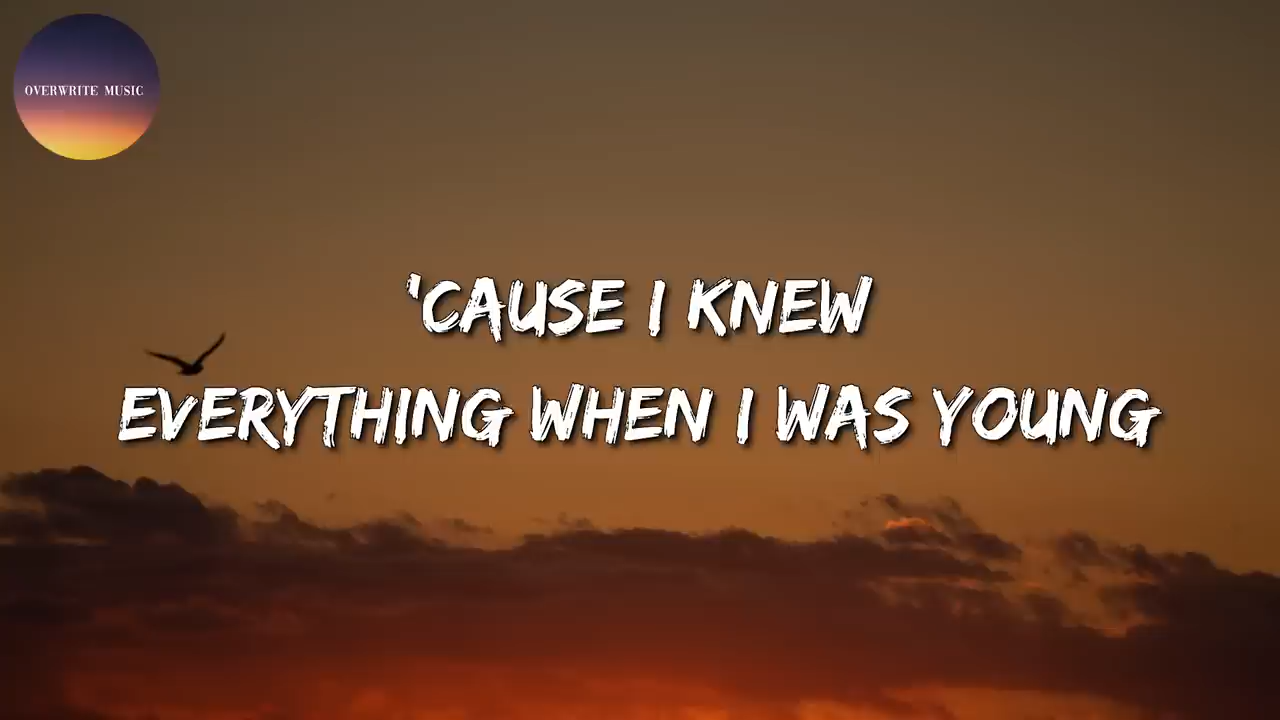 OVERWRITE MUSIC
'CAUSE I KNEW
EVERYTHING WHEN I WAS YOUNG